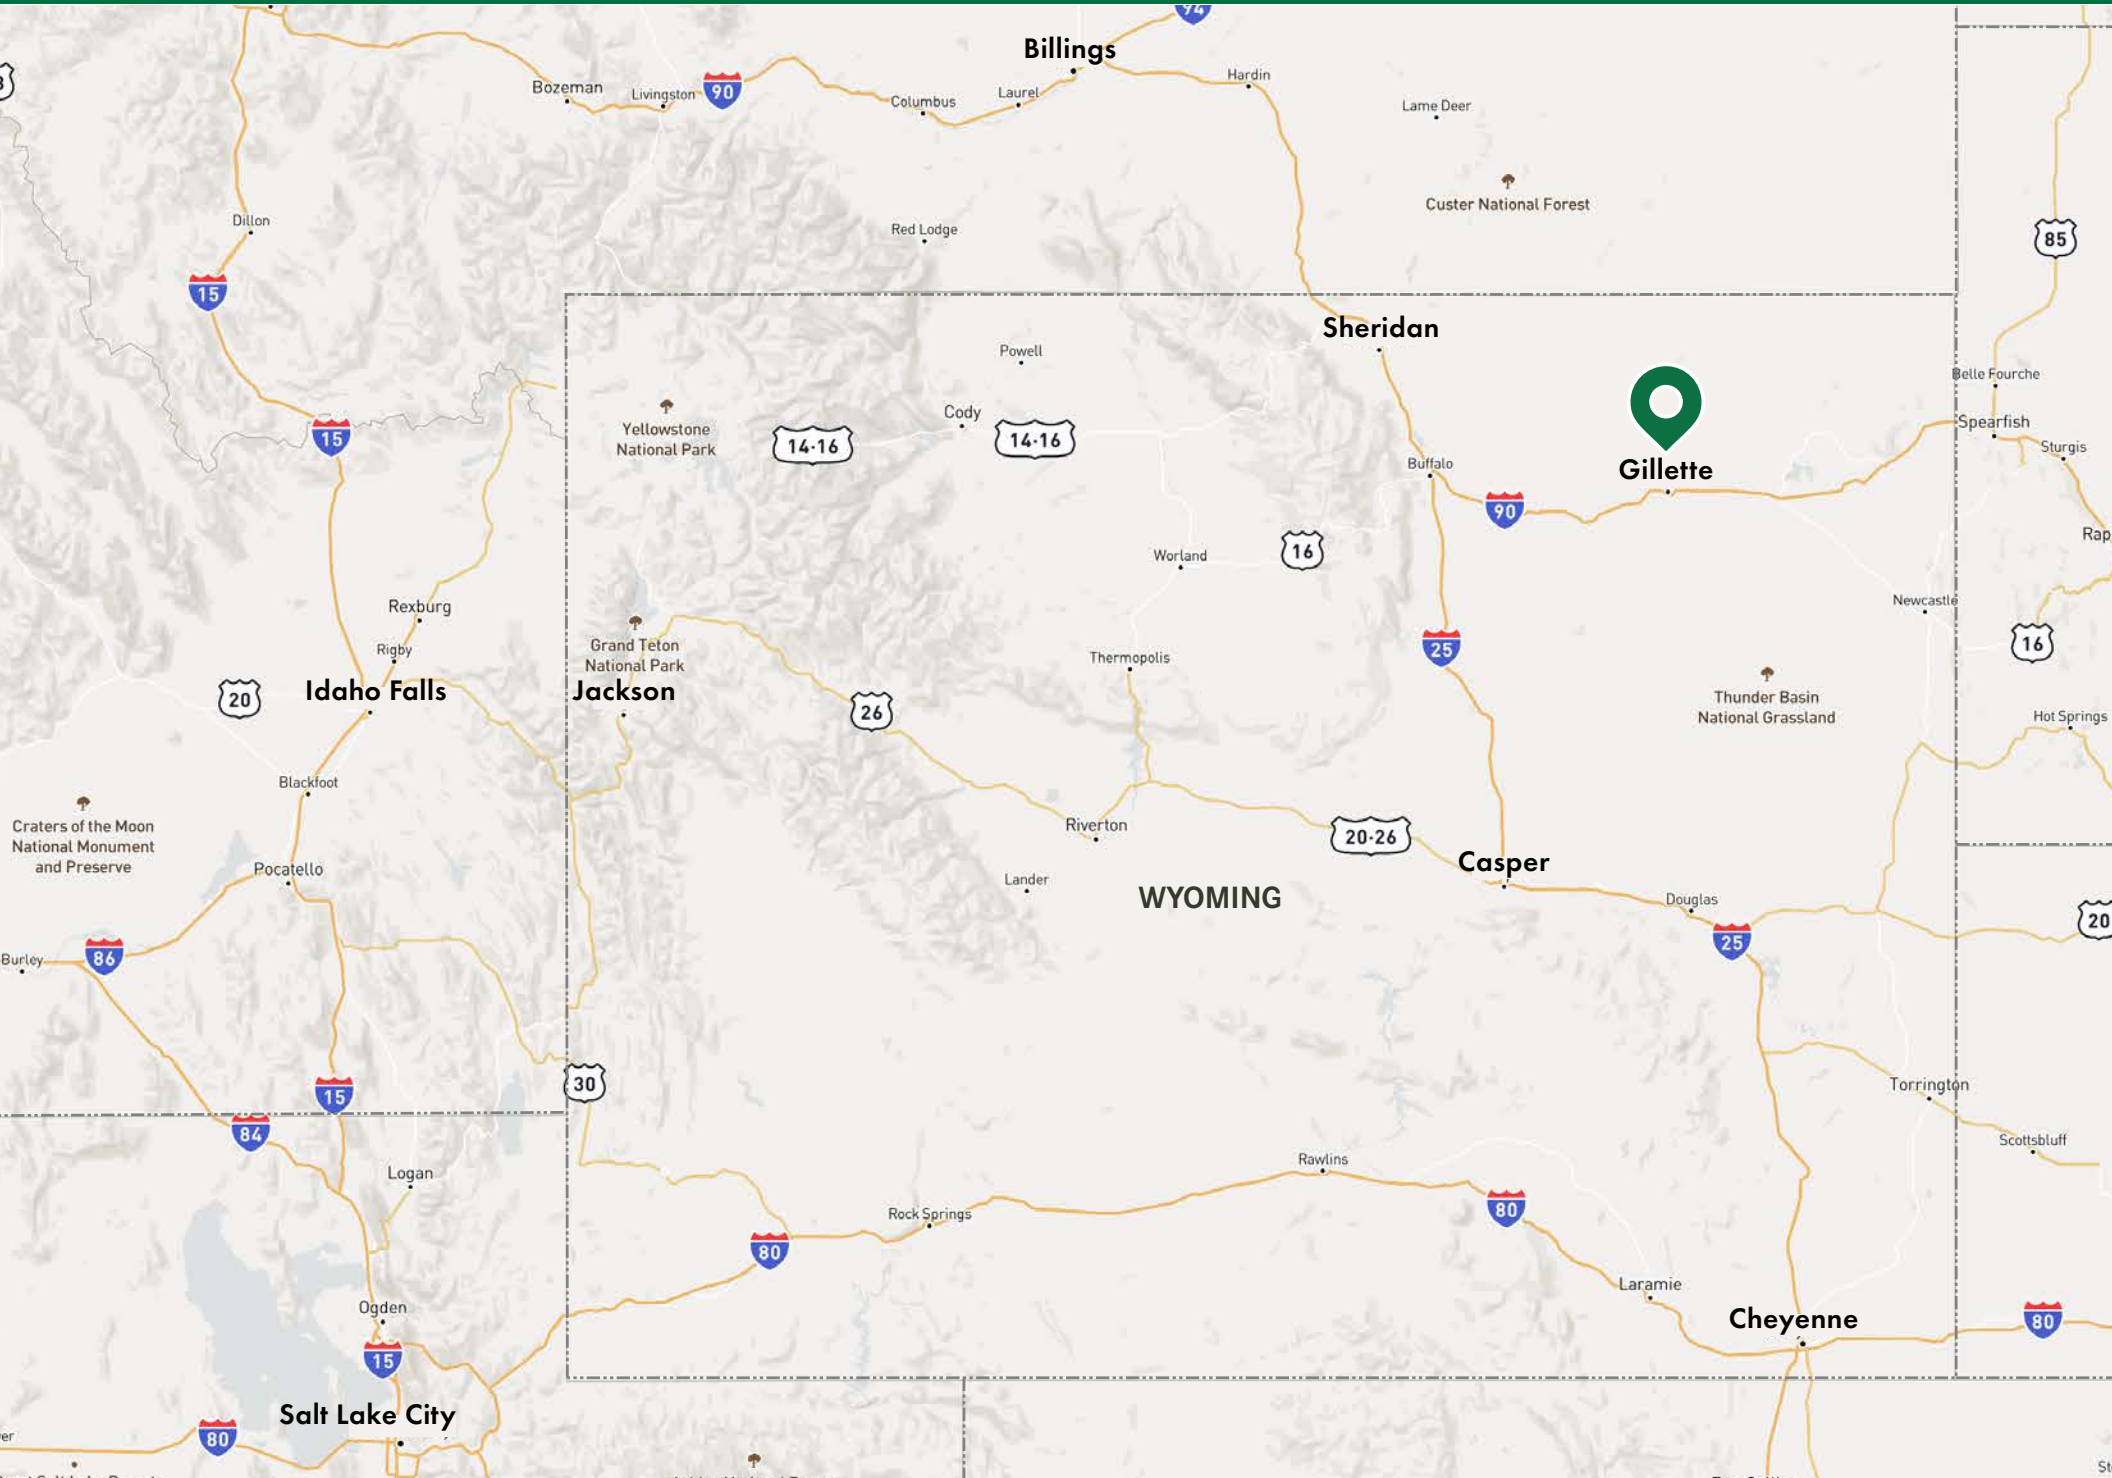 94
Billings
Bozeman
Livingston
90
Columbus
Laurel
Hardin
Lame Deer
Custer National Forest
Dillon
Red Lodge
85
15
Sheridan
Powell
Belle Fourche
Yellowstone
National Park
14·16
Cody
14·16
15
Spearfish
Sturgis
Buffalo
Gillette
90
Worland
16
Rexburg
Newcastle
Rigby
Grand Teton
National Park
Thermopolis
25
16
20
Idaho Falls
Jackson
26
Thunder Basin
National Grassland
Hot Springs
Blackfoot
Craters of the Moon
National Monument
and Preserve
Riverton
20·26
Pocatello
Lander
WYOMING
Casper
Douglas
20
25
Burley
86
30
15
Torrington
84
Scottsbluff
Logan
Rawlins
80
Rock Springs
80
Laramie
Ogden
Cheyenne
80
15
Salt Lake City
80